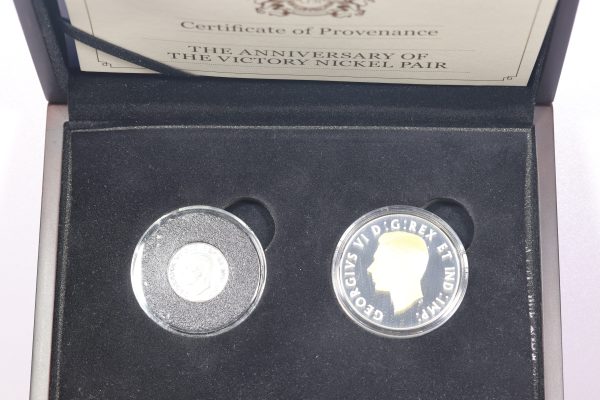 Certificate of Provenance
THE ANNIVERSARY OF
THE VICTORY NICKEL PAIR
GEORGIVS VI D:G:REX ET IND:IMP: